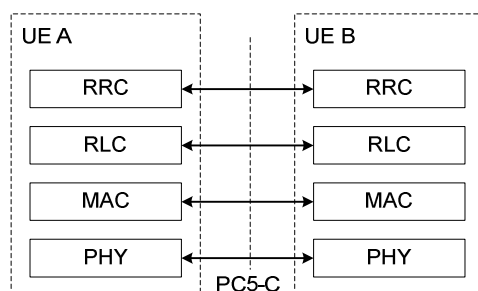 UE A UE B
RRC RRC
RLC RLC
MAC MAC
PHY PHY
PC5-C